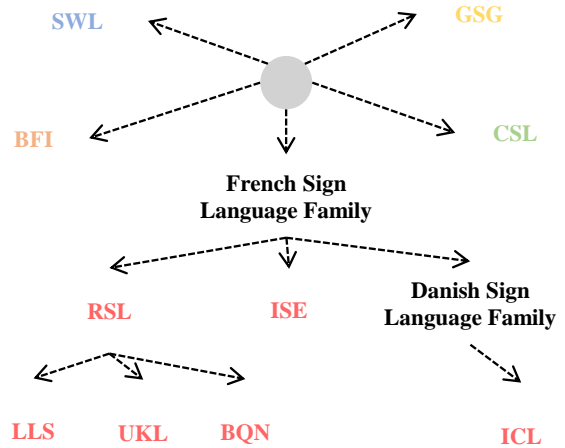 SWL
GSG
BFI
CSL
French Sign
Language Family
RSL
ISE
Danish Sign
Language Family
LLS
UKL
BQN
ICL